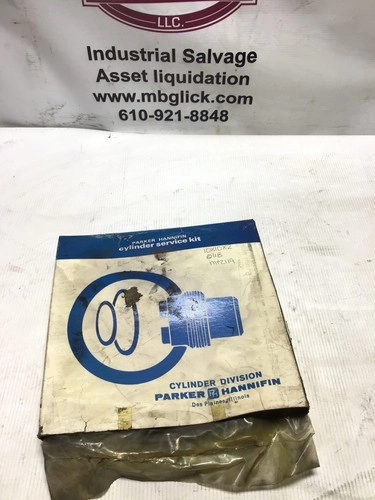 LLC.
Industrial Salvage
Asset liquidation
www.mbglick.com
610-921-8848
PARKER HANNIFIN
cylinder service kit
CYLINDER DIVISION
PARKER HANNIFIN
Des Plaines, Illinois